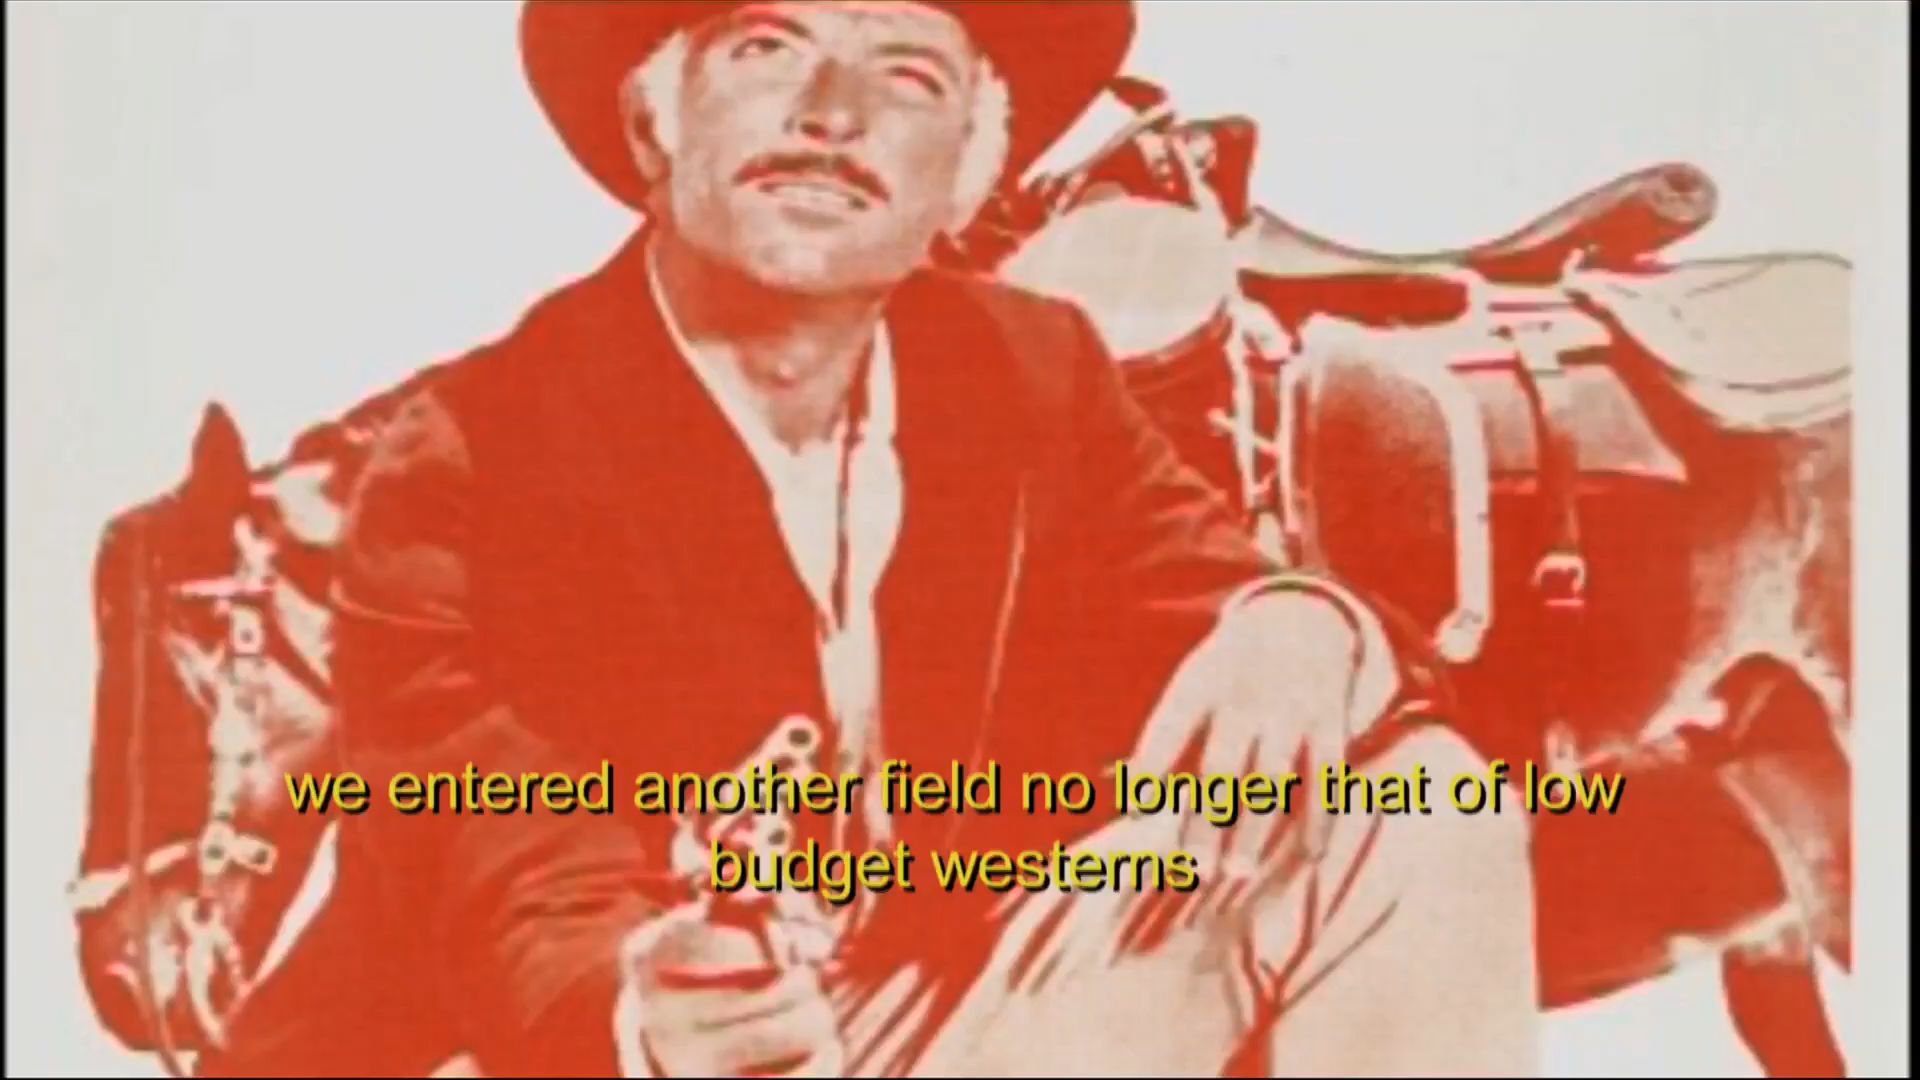 we entered another field no longer that of low
budget westerns